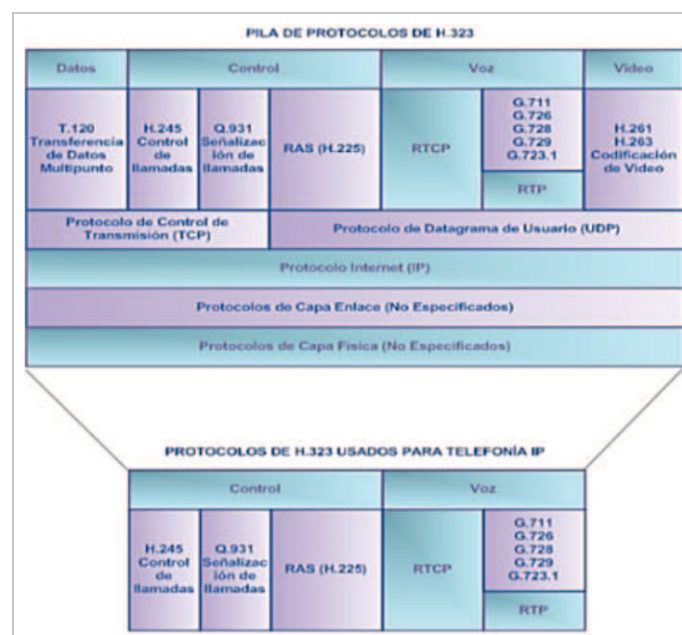 PILA DE PROTOCOLOS DE H.323
Datos
Control
Voz
Video
T.120
Transferencia
de Datos
Multipunto
H.245
Control
de
llamadas
Q.931
Señalizac
ión de
llamadas
RAS (H.225)
RTCP
G.711
G.726
G.728
G.729
G.723.1
RTP
H.261
H.263
Codificación
de Video
Protocolo de Control de
Transmisión (TCP)
Protocolo de Datagrama de Usuario (UDP)
Protocolo Internet (IP)
Protocolos de Capa Enlace (No Especificados)
Protocolos de Capa Física (No Especificados)
PROTOCOLOS DE H.323 USADOS PARA TELEFONÍA IP
Control
Voz
H.245
Control
de
llamadas
Q.931
Señalizac
ión de
llamadas
RAS (H.225)
RTCP
G.711
G.726
G.728
G.729
G.723.1
RTP